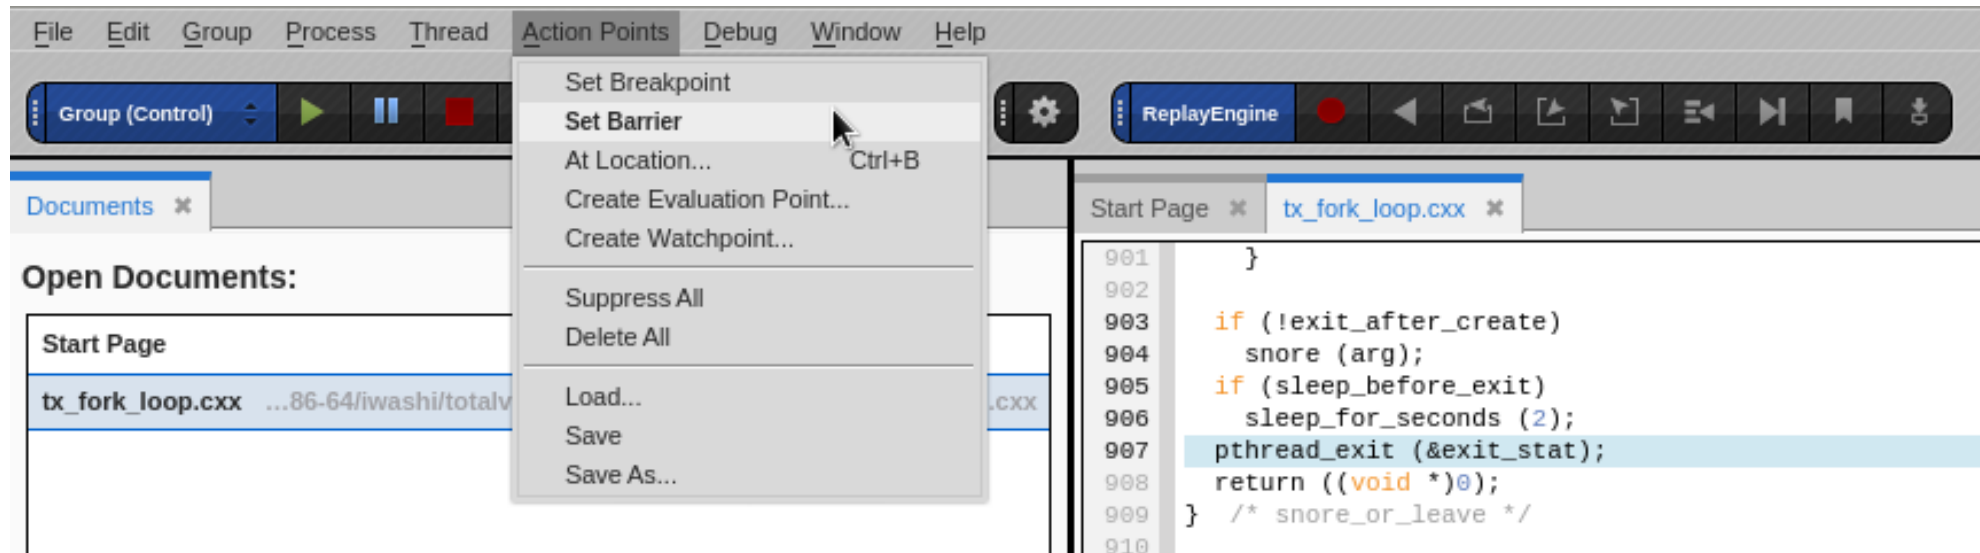 File Edit Group Process Thread Action Points Debug Window Help
Group (Control)
ReplayEngine
Set Breakpoint
Set Barrier
At Location... Ctrl+B
Create Evaluation Point...
Create Watchpoint...
Suppress All
Delete All
Load...
Save
Save As...
Documents
Open Documents:
Start Page
tx_fork_loop.cxx ...86-64/iwashi/totalv .cxx
Start Page tx_fork_loop.cxx
901 }
902
903 if (!exit_after_create)
904 snore (arg);
905 if (sleep_before_exit)
906 sleep_for_seconds (2);
907 pthread_exit (&exit_stat);
908 return ((void *)0);
909 } /* snore_or_leave */
910